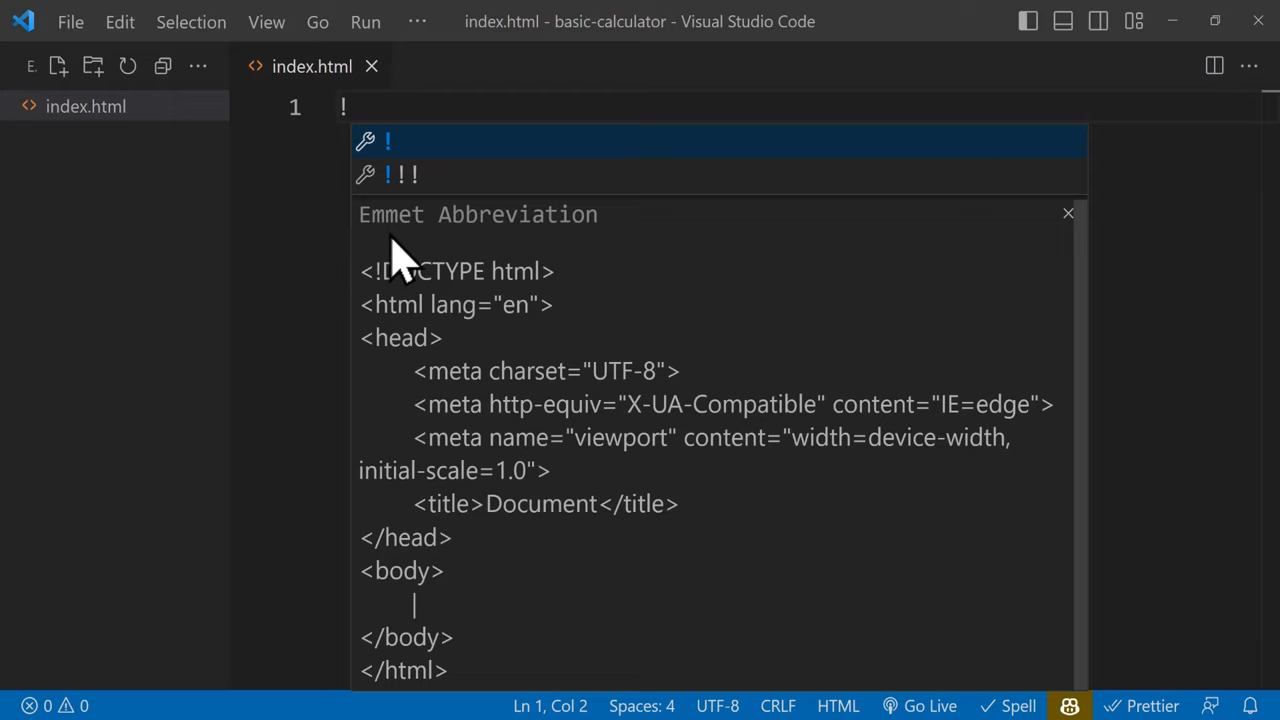 File Edit Selection View Go Run ··· index.html - basic-calculator - Visual Studio Code
E. ··· <> index.html
<> index.html
1 !
!
!!!
Emmet Abbreviation
<!DOCTYPE html>
<html lang="en">
<head>
<meta charset="UTF-8">
<meta http-equiv="X-UA-Compatible" content="IE=edge">
<meta name="viewport" content="width=device-width,
initial-scale=1.0">
<title>Document</title>
</head>
<body>
|
</body>
</html>
0 0 Ln 1, Col 2 Spaces: 4 UTF-8 CRLF HTML Go Live Spell Prettier